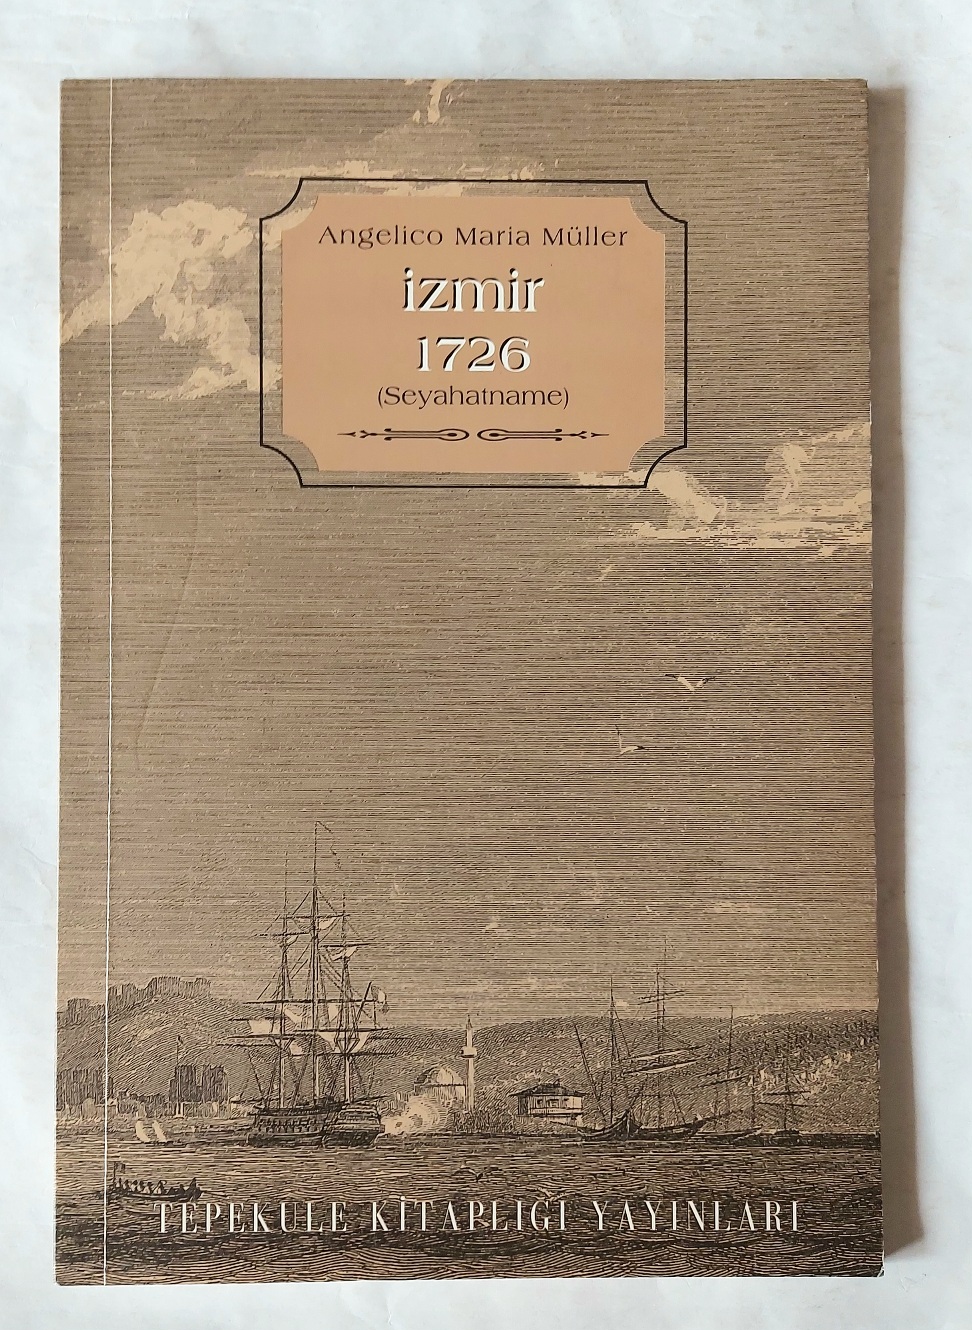 Angelico Maria Müller
izmir
1726
(Seyahatname)
TEPEKULE KİTAPLIĞI YAYINLARI